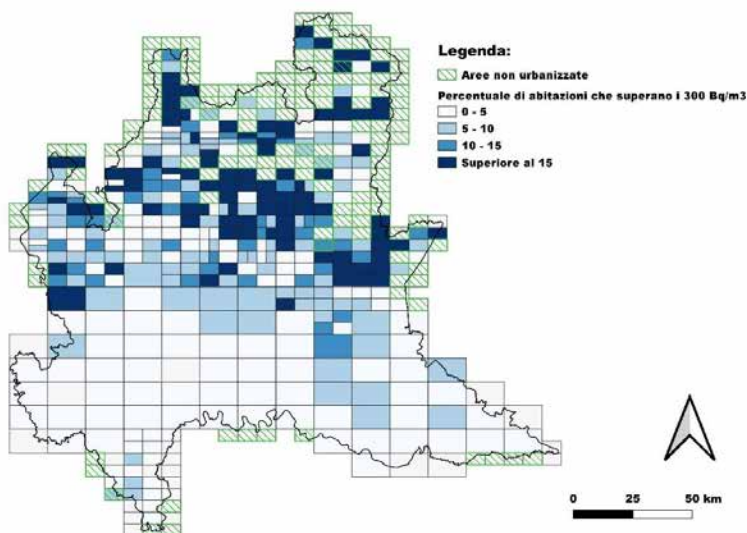 Legenda:
Aree non urbanizzate
Percentuale di abitazioni che superano i 300 Bq/m3
0 - 5
5 - 10
10 - 15
Superiore al 15
0 25 50 km